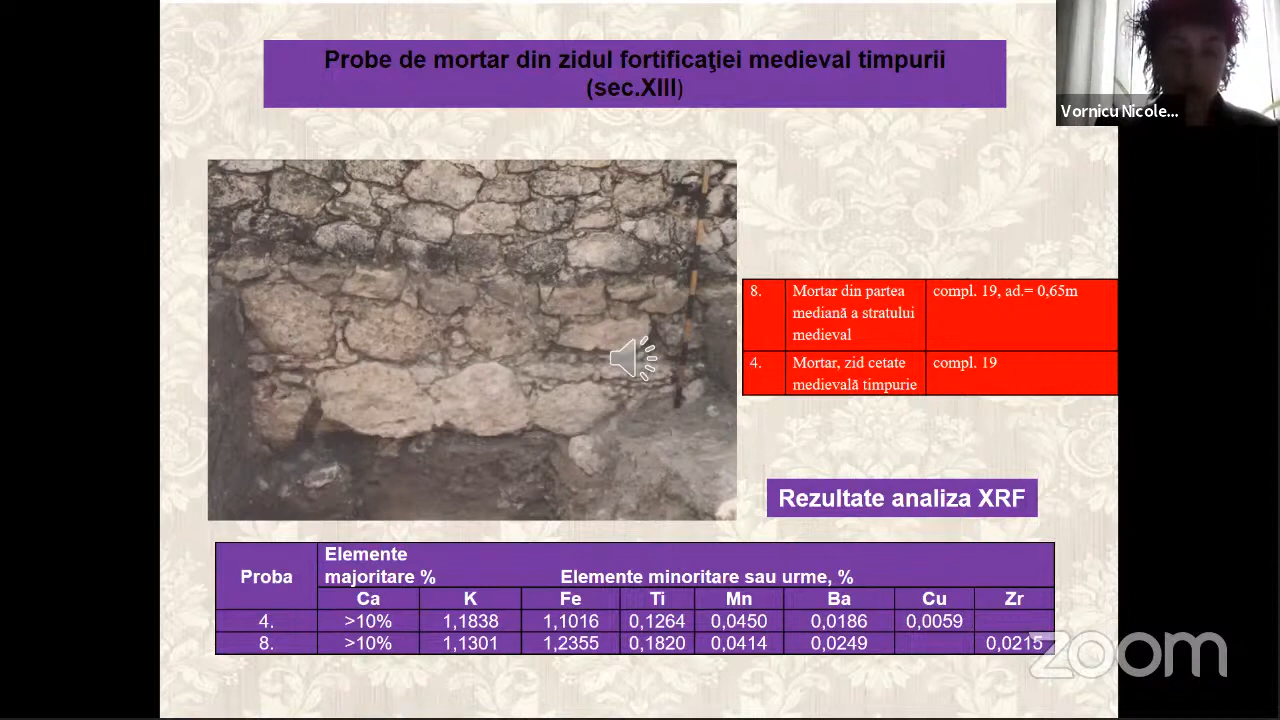 Probe de mortar din zidul fortificaţiei medieval timpurii
(sec.XIII)
Vornicu Nicole...
8. Mortar din partea compl. 19, ad.= 0,65m
mediană a stratului
medieval
4. Mortar, zid cetate compl. 19
medievală timpurie
Rezultate analiza XRF
Proba Elemente
majoritare % Elemente minoritare sau urme, %
Ca K Fe Ti Mn Ba Cu Zr
4. >10% 1,1838 1,1016 0,1264 0,0450 0,0186 0,0059
8. >10% 1,1301 1,2355 0,1820 0,0414 0,0249 0,0215
zoom